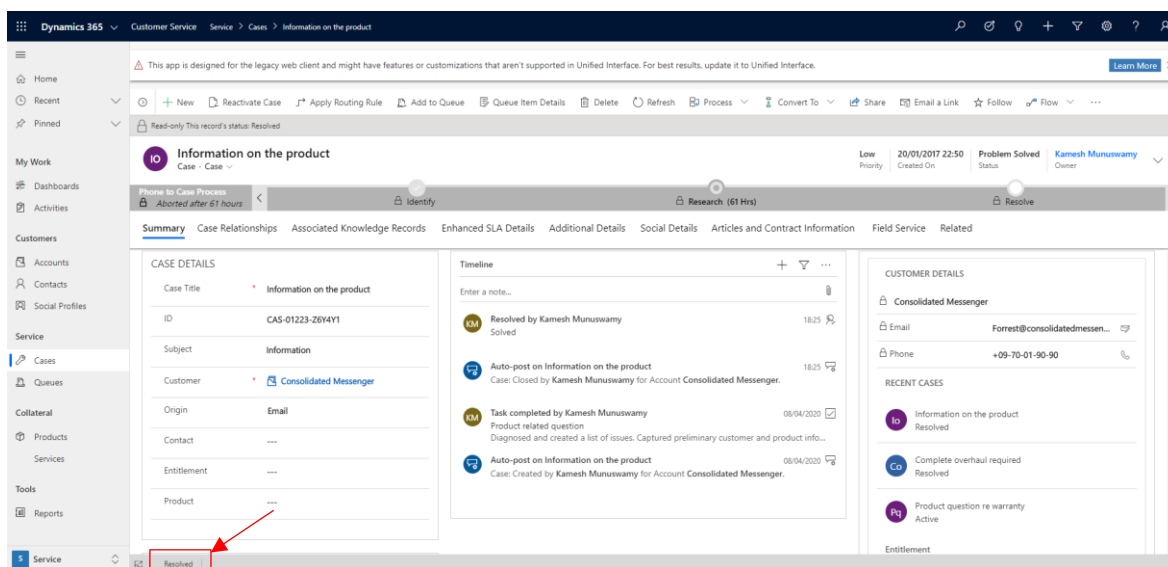 Dynamics 365 Customer Service Service > Cases > Information on the product
This app is designed for the legacy web client and might have features or customizations that aren't supported in Unified Interface. For best results, update it to Unified Interface. Learn More
Home
Recent
Pinned
My Work
Dashboards
Activities
Customers
Accounts
Contacts
Social Profiles
Service
Cases
Queues
Collateral
Products
Services
Tools
Reports
S Service
New Reactivate Case Apply Routing Rule Add to Queue Queue Item Details Delete Refresh Process Convert To Share Email a Link Follow Flow ...
Read-only This record's status: Resolved
IO Information on the product
Case · Case
Low 20/01/2017 22:50 Problem Solved Kamesh Munuswamy
Priority Created On Status Owner
Phone to Case Process
Aborted after 61 hours
Identify Research (61 Hrs) Resolve
Summary Case Relationships Associated Knowledge Records Enhanced SLA Details Additional Details Social Details Articles and Contract Information Field Service Related
CASE DETAILS
Case Title * Information on the product
ID CAS-01223-Z6Y4Y1
Subject Information
Customer * Consolidated Messenger
Origin Email
Contact ---
Entitlement ---
Product ---
Timeline
Enter a note...
KM Resolved by Kamesh Munuswamy 18:25
Solved
Auto-post on Information on the product 18:25
Case: Closed by Kamesh Munuswamy for Account Consolidated Messenger.
KM Task completed by Kamesh Munuswamy 08/04/2020
Product related question
Diagnosed and created a list of issues. Captured preliminary customer and product info...
Auto-post on Information on the product 08/04/2020
Case: Created by Kamesh Munuswamy for Account Consolidated Messenger.
CUSTOMER DETAILS
Consolidated Messenger
Email Forrest@consolidatedmessen...
Phone +09-70-01-90-90
RECENT CASES
Io Information on the product
Resolved
Co Complete overhaul required
Resolved
Pq Product question re warranty
Active
Entitlement
Resolved